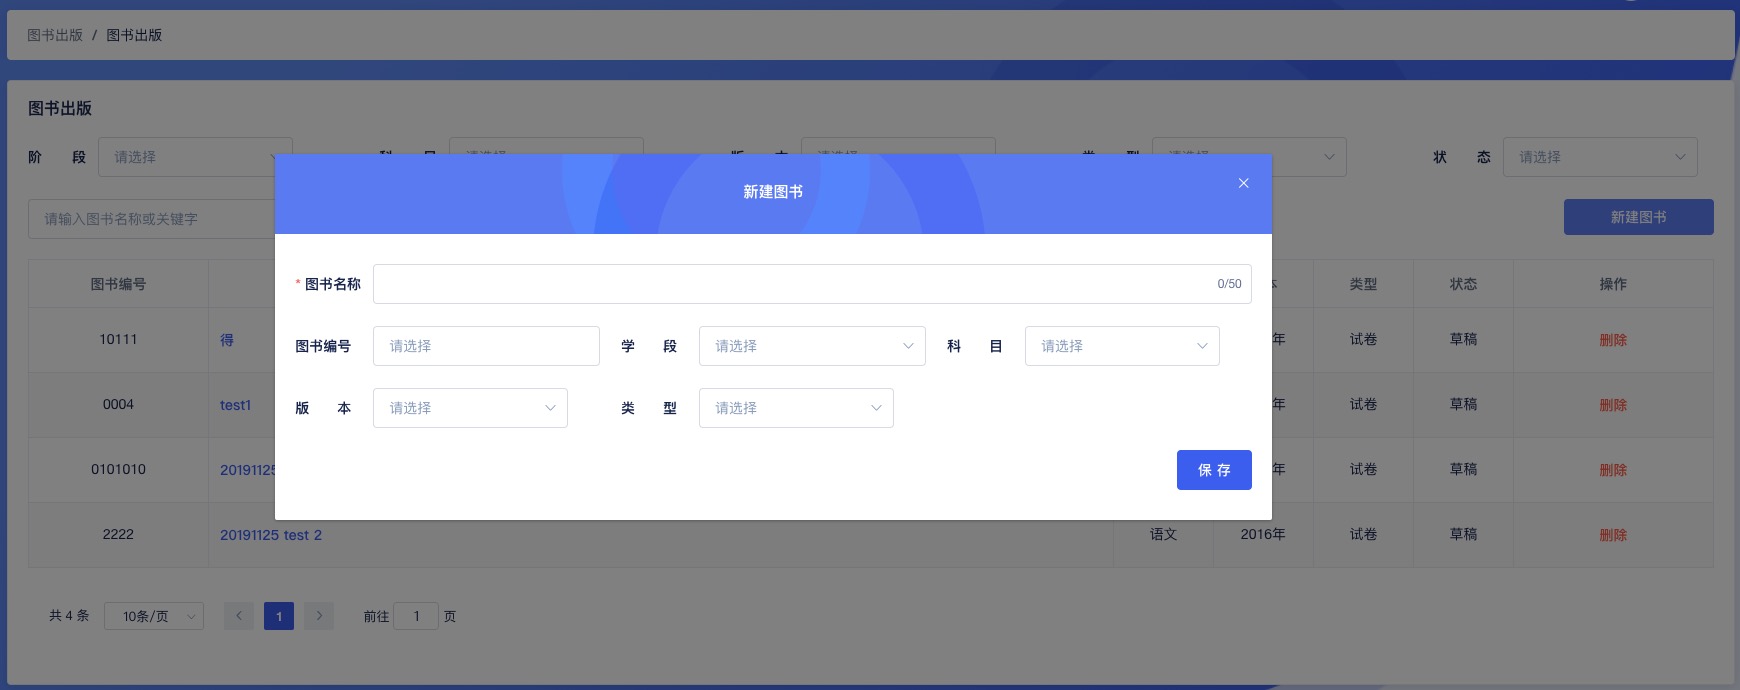 图书出版 / 图书出版
图书出版
阶 段 请选择
状 态 请选择
请输入图书名称或关键字
新建图书
新建图书
* 图书名称 0/50
图书编号 请选择 学 段 请选择 科 目 请选择
版 本 请选择 类 型 请选择
保 存
图书编号 类型 状态 操作
10111 得 年 试卷 草稿 删除
0004 test1 年 试卷 草稿 删除
0101010 20191125 年 试卷 草稿 删除
2222 20191125 test 2 语文 2016年 试卷 草稿 删除
共 4 条 10条/页 1 前往 1 页